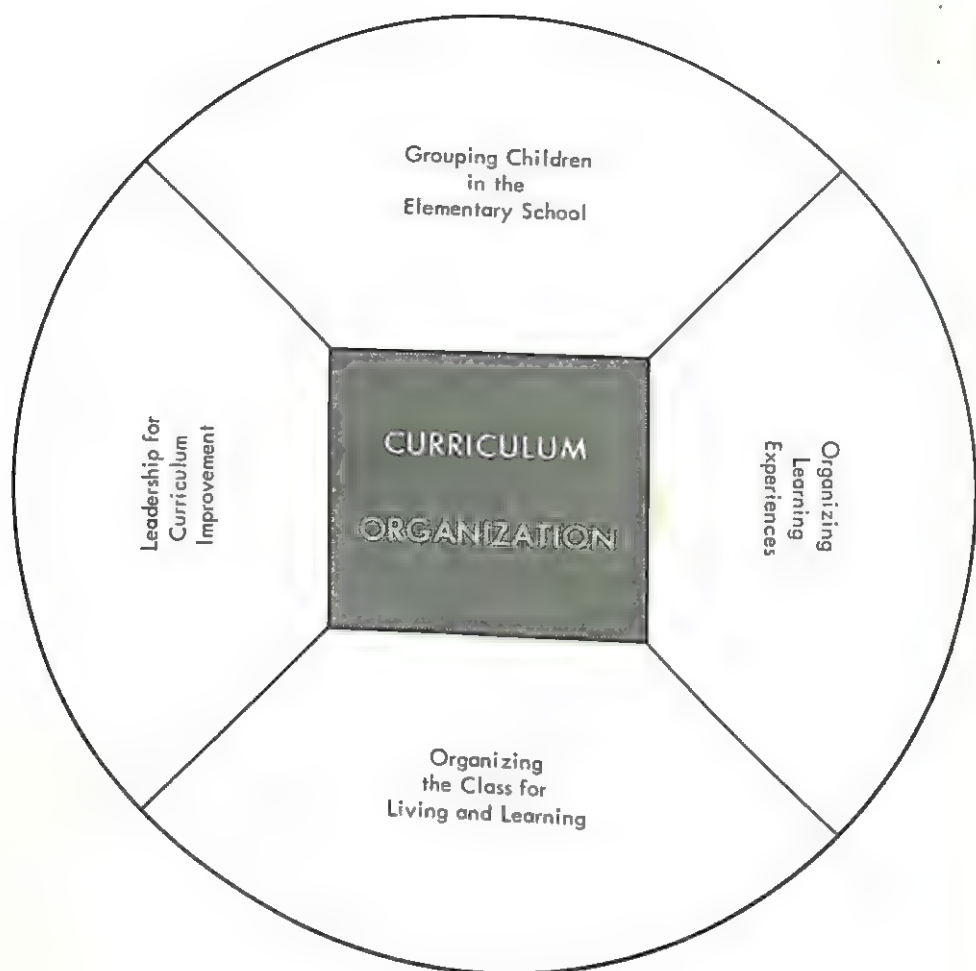 Grouping Children
in the
Elementary School
Leadership for
Curriculum
Improvement
CURRICULUM
ORGANIZATION
Organizing
Learning
Experiences
Organizing
the Class for
Living and Learning